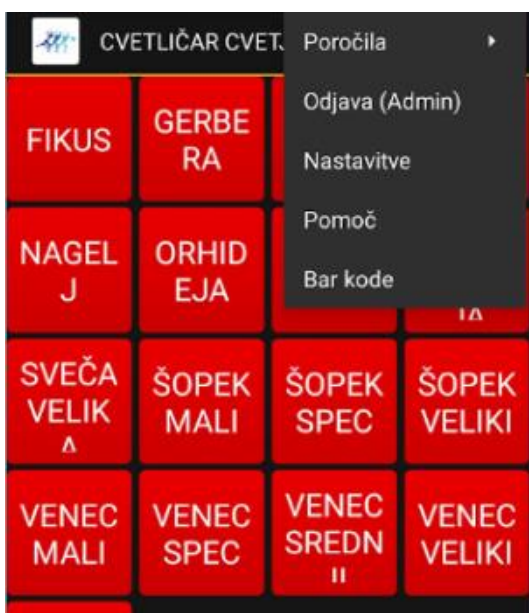 CVETLIČAR CVET
Poročila
Odjava (Admin)
Nastavitve
Pomoč
Bar kode
FIKUS
GERBE
RA
NAGEL
J
ORHID
EJA
SVEČA
VELIK
A
ŠOPEK
MALI
ŠOPEK
SPEC
ŠOPEK
VELIKI
VENEC
MALI
VENEC
SPEC
VENEC
SREDN
VENEC
VELIKI